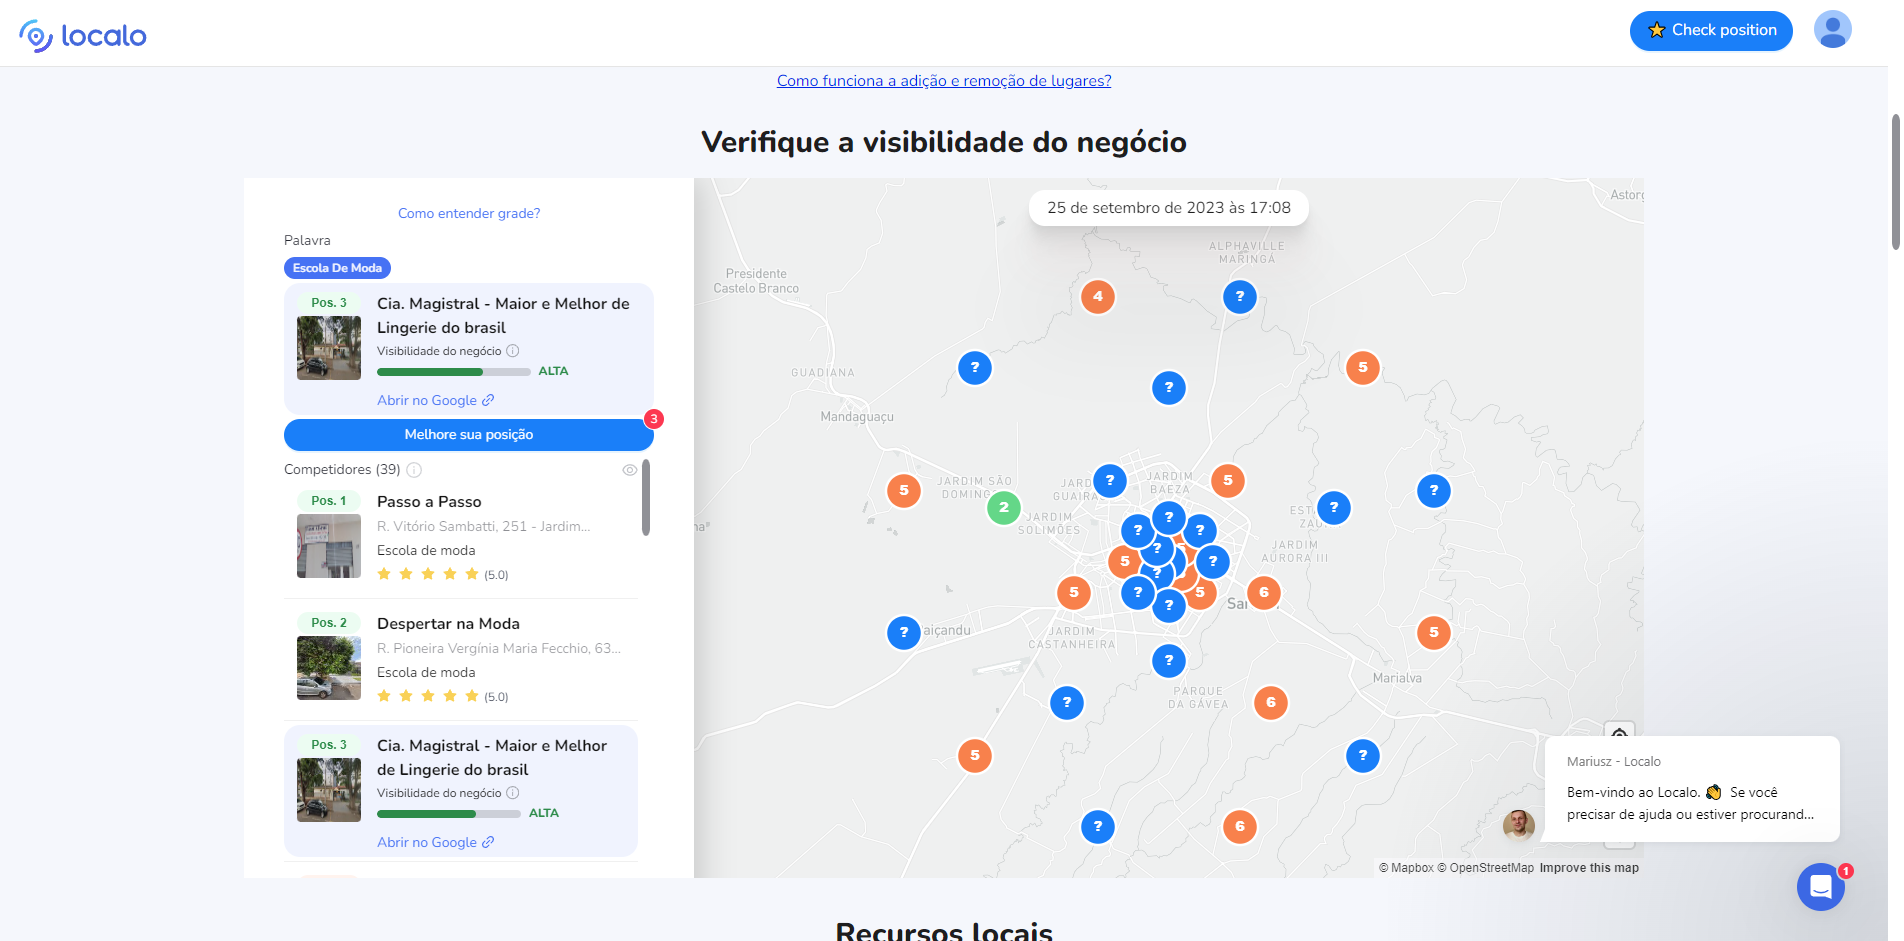 localo
Check position
Como funciona a adição e remoção de lugares?
Verifique a visibilidade do negócio
Como entender grade?
Palavra
Escola De Moda
Pos. 3
Cia. Magistral - Maior e Melhor de
Lingerie do brasil
Visibilidade do negócio
ALTA
Abrir no Google
3
Melhore sua posição
Competidores (39)
Pos. 1
Passo a Passo
R. Vitório Sambatti, 251 - Jardim...
Escola de moda
(5.0)
Pos. 2
Despertar na Moda
R. Pioneira Vergínia Maria Fecchio, 63...
Escola de moda
(5.0)
Pos. 3
Cia. Magistral - Maior e Melhor
de Lingerie do brasil
Visibilidade do negócio
ALTA
Abrir no Google
25 de setembro de 2023 às 17:08
Astorg
ALPHAVILLE
MARINGÁ
Presidente
Castelo Branco
4
?
?
5
?
GUADIANA
Mandaguaçu
5
JARDIM SÃO
DOMING
2
JARDIM
SOLIMÕES
?
JARD
GUAIRA
JARDIM
BAEZA
5
?
?
EST
ZAU
JARDIM
AURORA III
?
?
?
?
5
?
?
5
?
5
?
6
Sar
?
aiçandu
JARDIM
CASTANHEIRA
5
?
Marialva
PARQUE
DA GÁVEA
?
6
5
?
?
6
Mariusz - Localo
Bem-vindo ao Localo. 👏 Se você
precisar de ajuda ou estiver procurand...
© Mapbox © OpenStreetMap Improve this map
1
Recursos locais